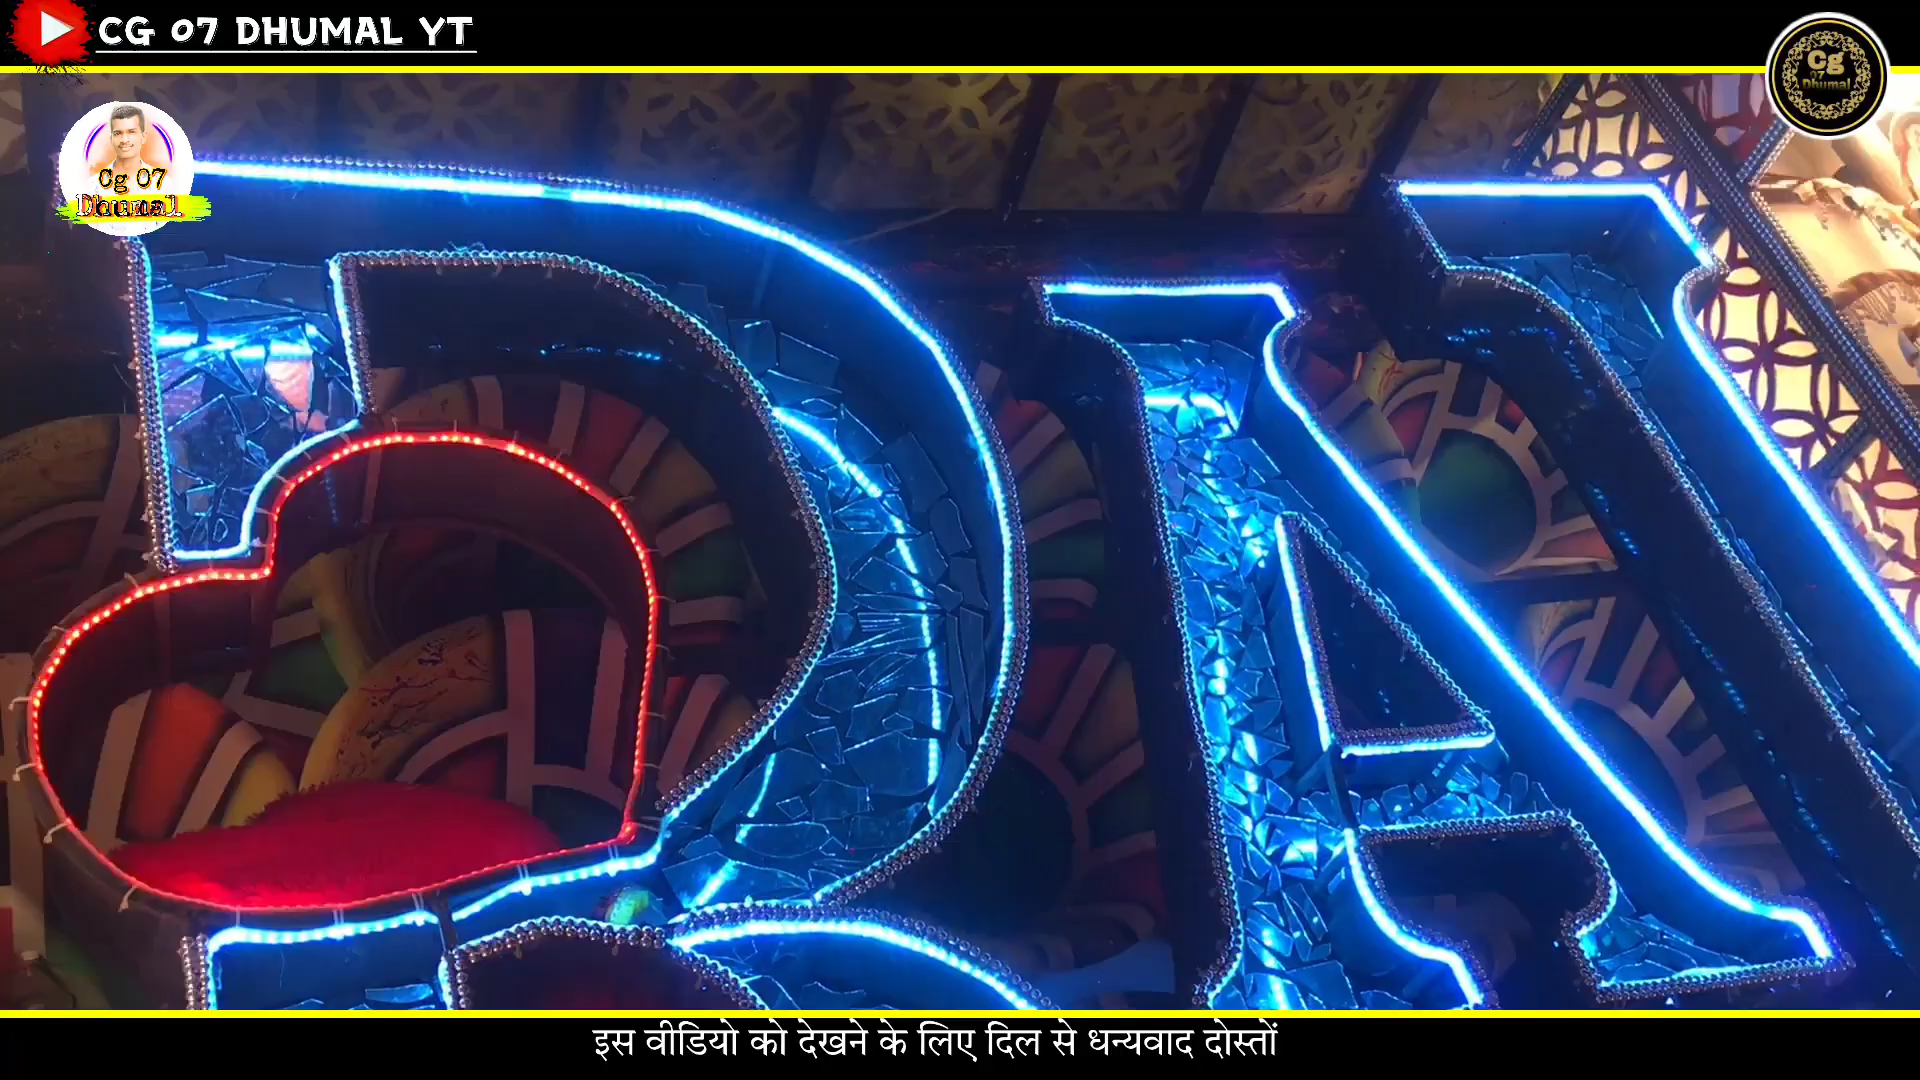 CG 07 DHUMAL YT
Cg
07
Dhumal
Cg 07
Dhumal
इस वीडियो को देखने के लिए दिल से धन्यवाद दोस्तों